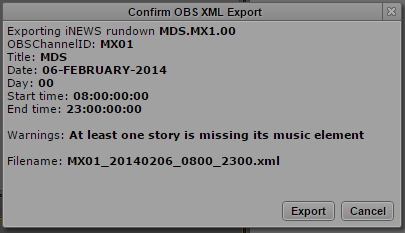 Confirm OBS XML Export
Exporting iNEWS rundown MDS.MX1.00
OBSChannelID: MX01
Title: MDS
Date: 06-FEBRUARY-2014
Day: 00
Start time: 08:00:00:00
End time: 23:00:00:00
Warnings: At least one story is missing its music element
Filename: MX01_20140206_0800_2300.xml
Export Cancel